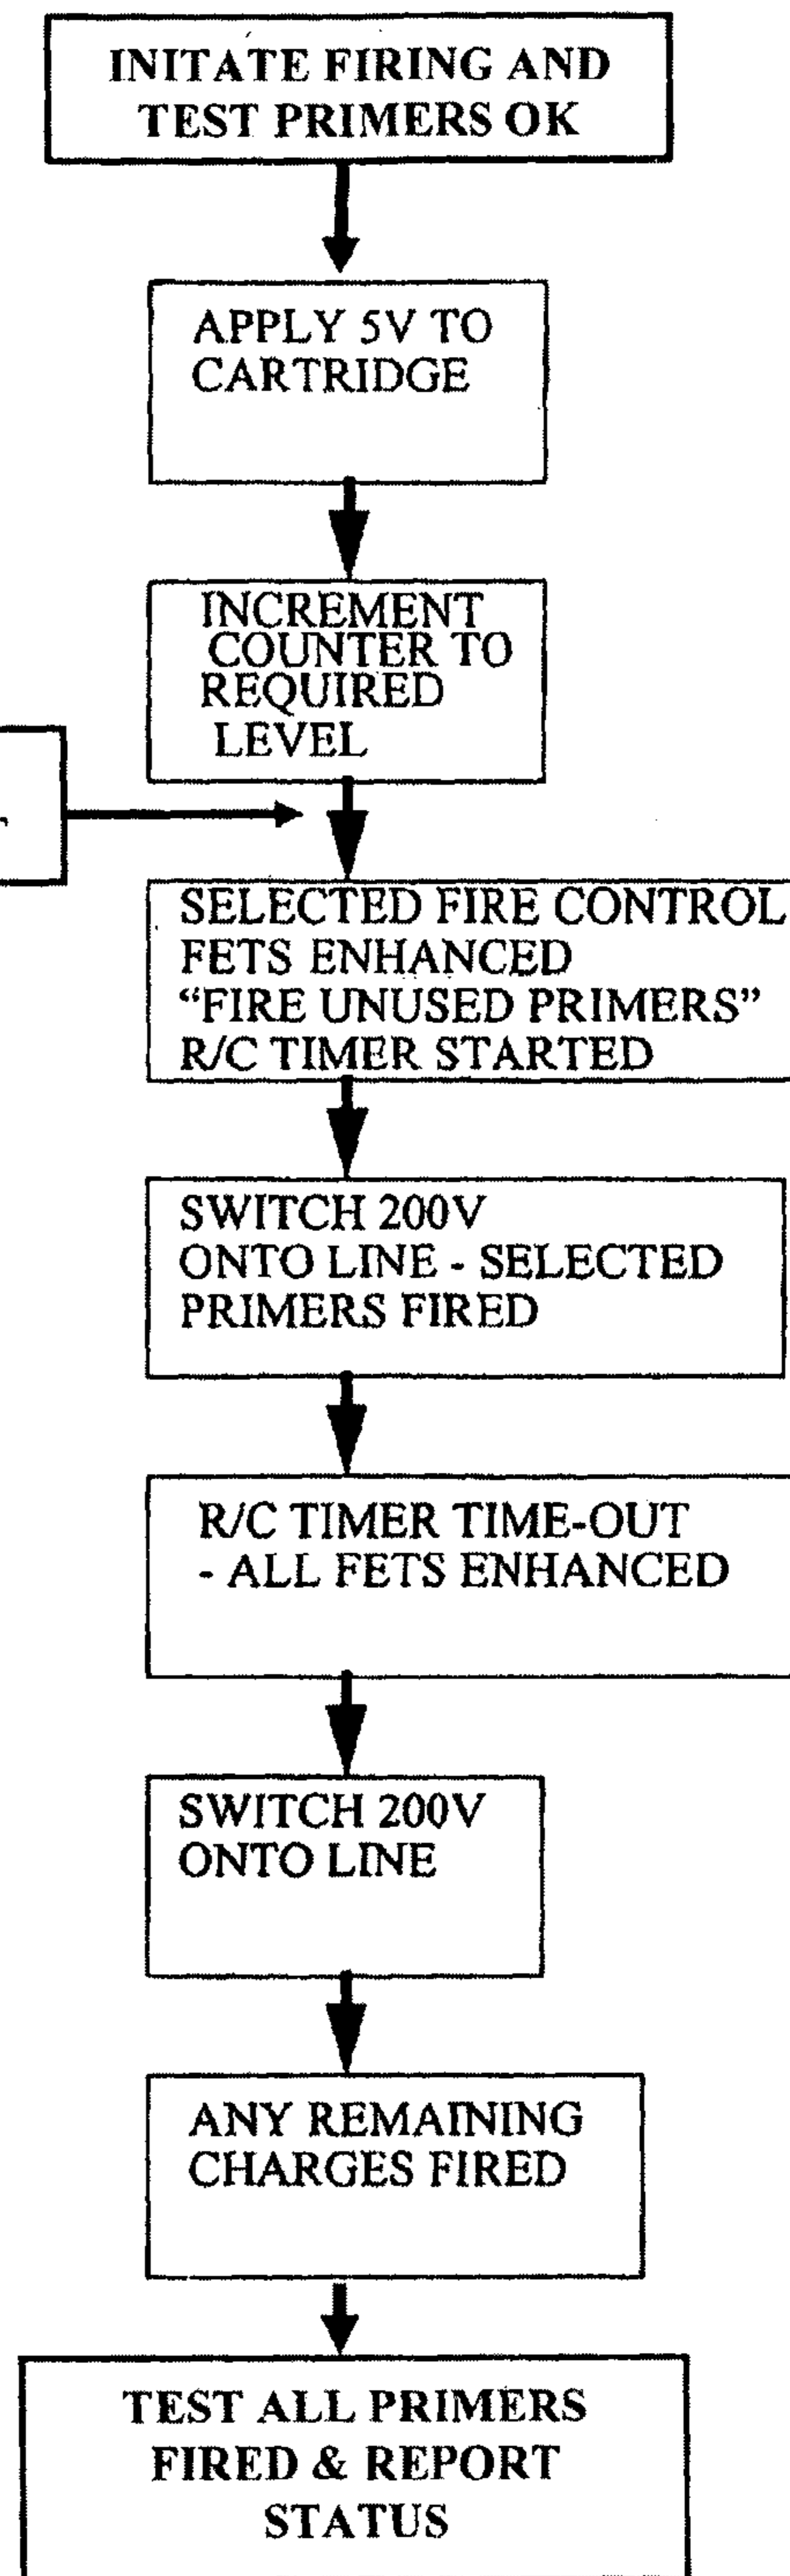 INITATE FIRING AND
TEST PRIMERS OK
APPLY 5V TO
CARTRIDGE
INCREMENT
COUNTER TO
REQUIRED
LEVEL
SELECTED FIRE CONTROL
FETS ENHANCED
“FIRE UNUSED PRIMERS”
R/C TIMER STARTED
SWITCH 200V
ONTO LINE - SELECTED
PRIMERS FIRED
R/C TIMER TIME-OUT
- ALL FETS ENHANCED
SWITCH 200V
ONTO LINE
ANY REMAINING
CHARGES FIRED
TEST ALL PRIMERS
FIRED & REPORT
STATUS